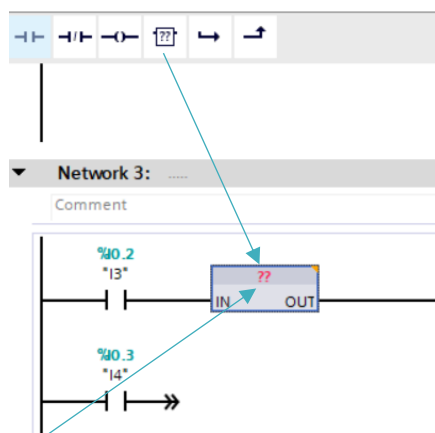 ??
Network 3: .....
Comment
%I0.2
"I3"
??
IN OUT
%I0.3
"I4"